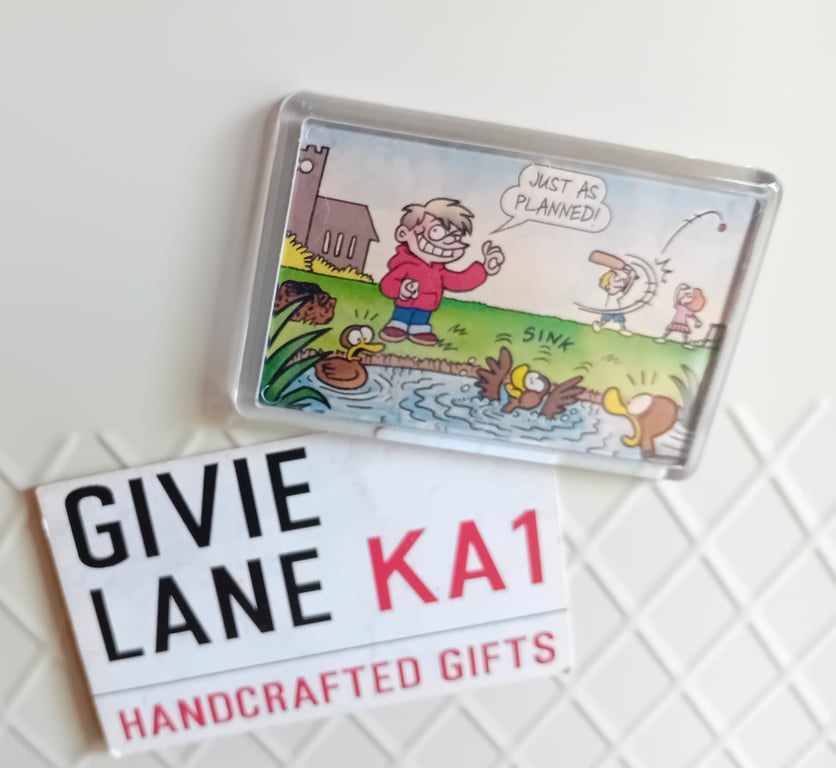 JUST AS
PLANNED!
SINK
GIVIE
LANE KA1
HANDCRAFTED GIFTS